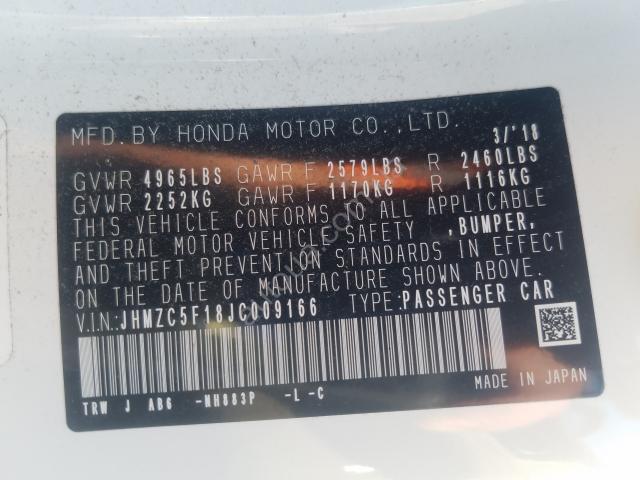 MFD. BY HONDA MOTOR CO.,LTD. 3/'18
GVWR 4965LBS GAWR F 2579LBS R 2460LBS
GVWR 2252KG GAWR F 1170KG R 1116KG
THIS VEHICLE CONFORMS TO ALL APPLICABLE
FEDERAL MOTOR VEHICLE SAFETY ,BUMPER,
AND THEFT PREVENTION STANDARDS IN EFFECT
ON THE DATE OF MANUFACTURE SHOWN ABOVE.
V.IN.:JHMZC5F18JC009166 TYPE:PASSENGER CAR
TRW J AB6 -NH883P -L -C
MADE IN JAPAN